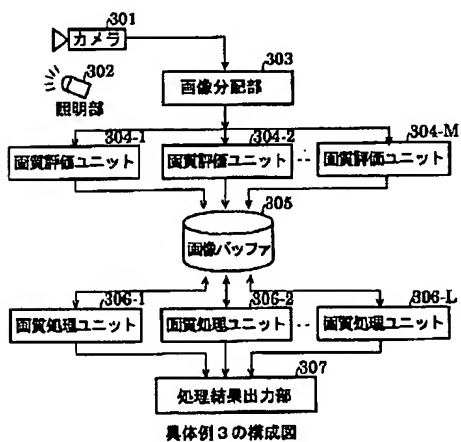 301
カメラ
302
照明部
303
画像分配部
304-1 304-2 304-M
画質評価ユニット 画質評価ユニット ‥ 画質評価ユニット
305
画像バッファ
306-1 306-2 306-L
画質処理ユニット 画質処理ユニット ‥ 画質処理ユニット
307
処理結果出力部
具体例3の構成図